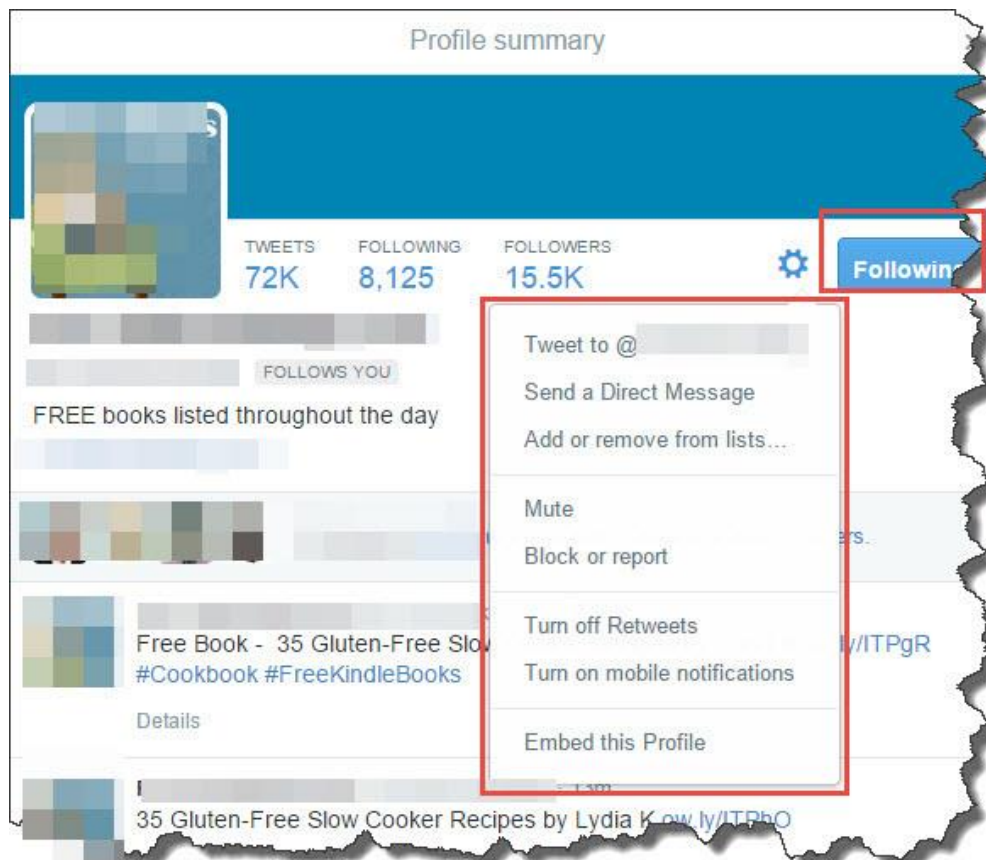 Profile summary
s
TWEETS FOLLOWING FOLLOWERS
72K 8,125 15.5K
Following
FOLLOWS YOU
FREE books listed throughout the day
Tweet to @
Send a Direct Message
Add or remove from lists...
Mute
Block or report
Turn off Retweets
Turn on mobile notifications
Embed this Profile
ers.
Free Book - 35 Gluten-Free Slov ly/ITPgR
#Cookbook #FreeKindleBooks
Details
13m
35 Gluten-Free Slow Cooker Recipes by Lydia K ow.ly/ITPhO